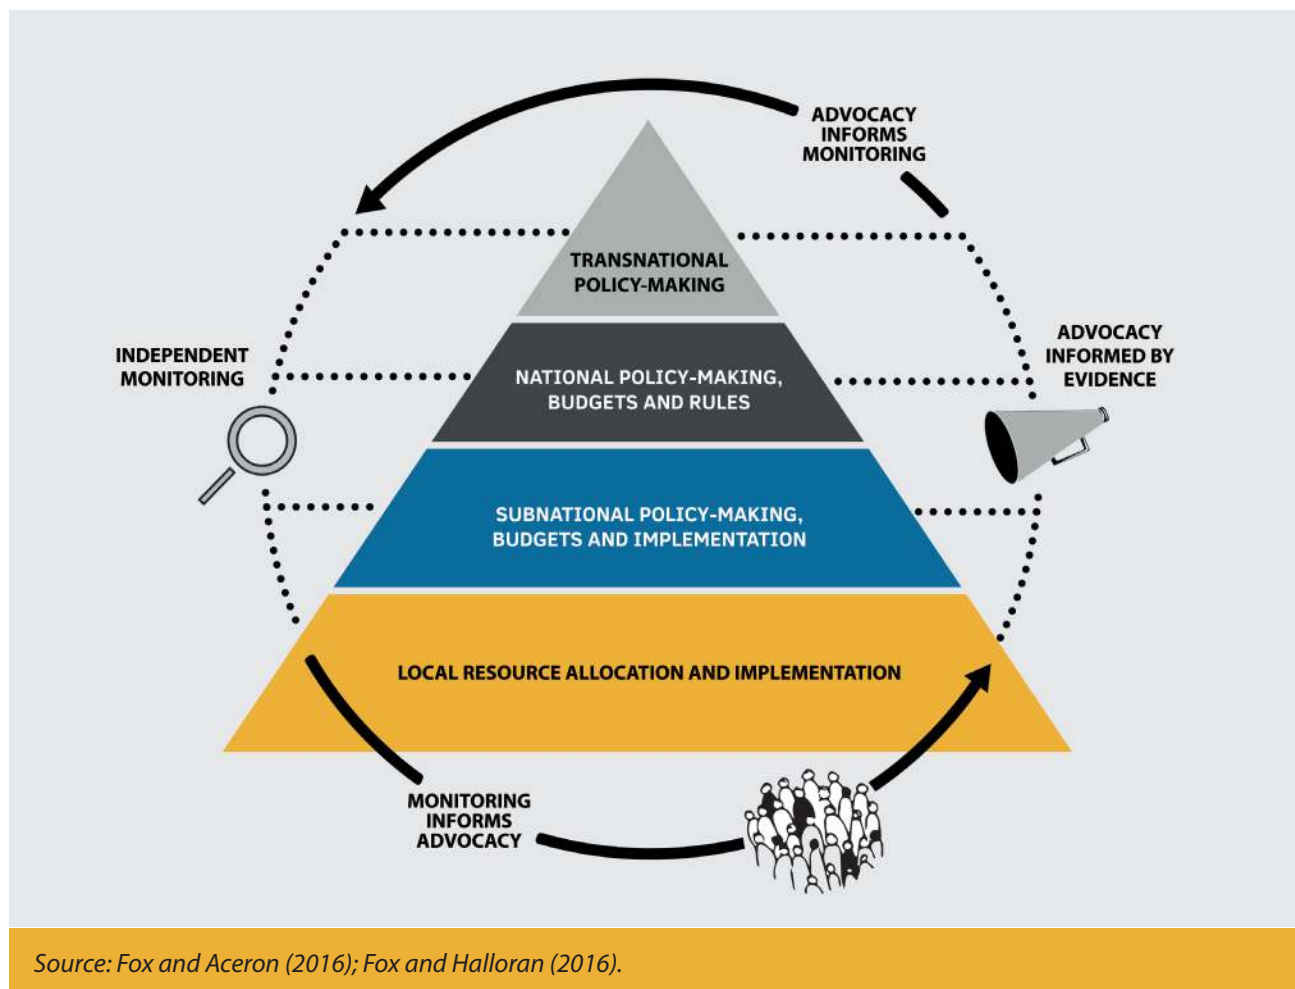 ADVOCACY
INFORMS
MONITORING
TRANSNATIONAL
POLICY-MAKING
INDEPENDENT
MONITORING
NATIONAL POLICY-MAKING,
BUDGETS AND RULES
ADVOCACY
INFORMED BY
EVIDENCE
SUBNATIONAL POLICY-MAKING,
BUDGETS AND IMPLEMENTATION
LOCAL RESOURCE ALLOCATION AND IMPLEMENTATION
MONITORING
INFORMS
ADVOCACY
Source: Fox and Aceron (2016); Fox and Halloran (2016).